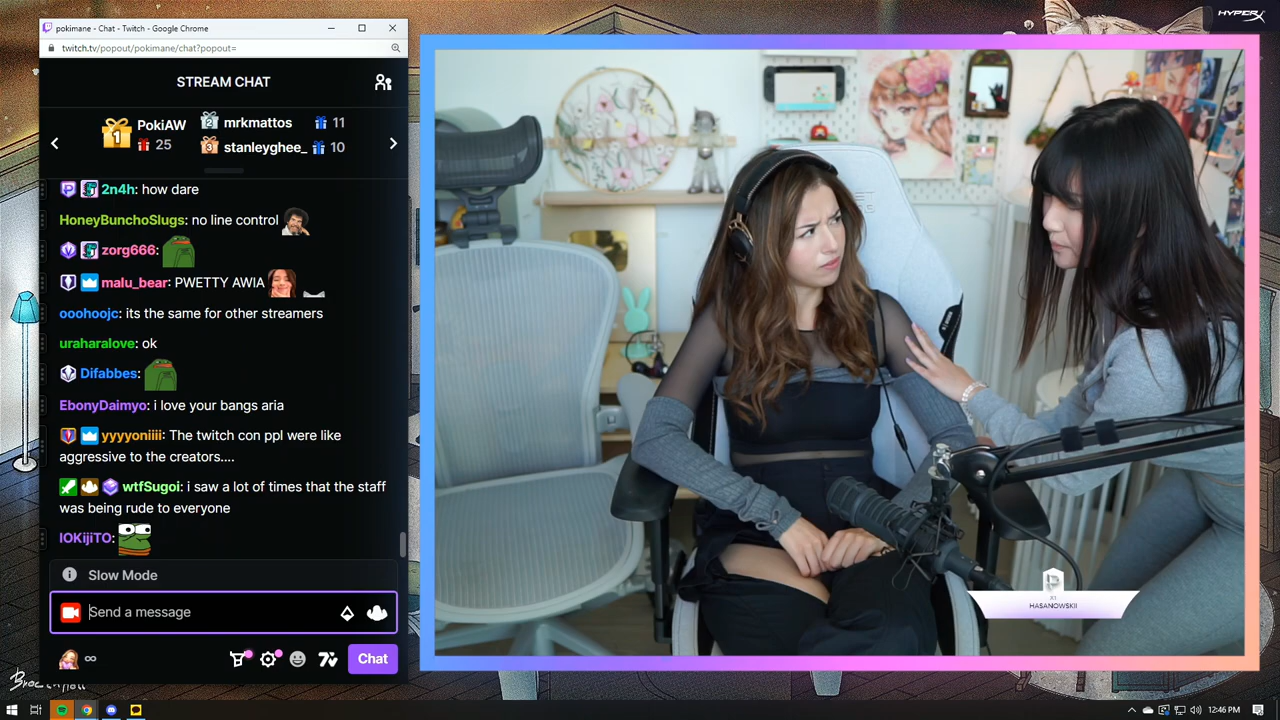 pokimane - Chat - Twitch - Google Chrome
twitch.tv/popout/pokimane/chat?popout=
STREAM CHAT
1 PokiAW 25
2 mrkmattos 11
3 stanleyghee_ 10
2n4h: how dare
HoneyBunchoSlugs: no line control
zorg666:
malu_bear: PWETTY AWIA
ooohoojc: its the same for other streamers
uraharalove: ok
Difabbes:
EbonyDaimyo: i love your bangs aria
yyyyoniiii: The twitch con ppl were like
aggressive to the creators....
wtfSugoi: i saw a lot of times that the staff
was being rude to everyone
IOKijiTO:
Slow Mode
Send a message
Chat
HYPERX
X1
HASANOWSKII
12:46 PM